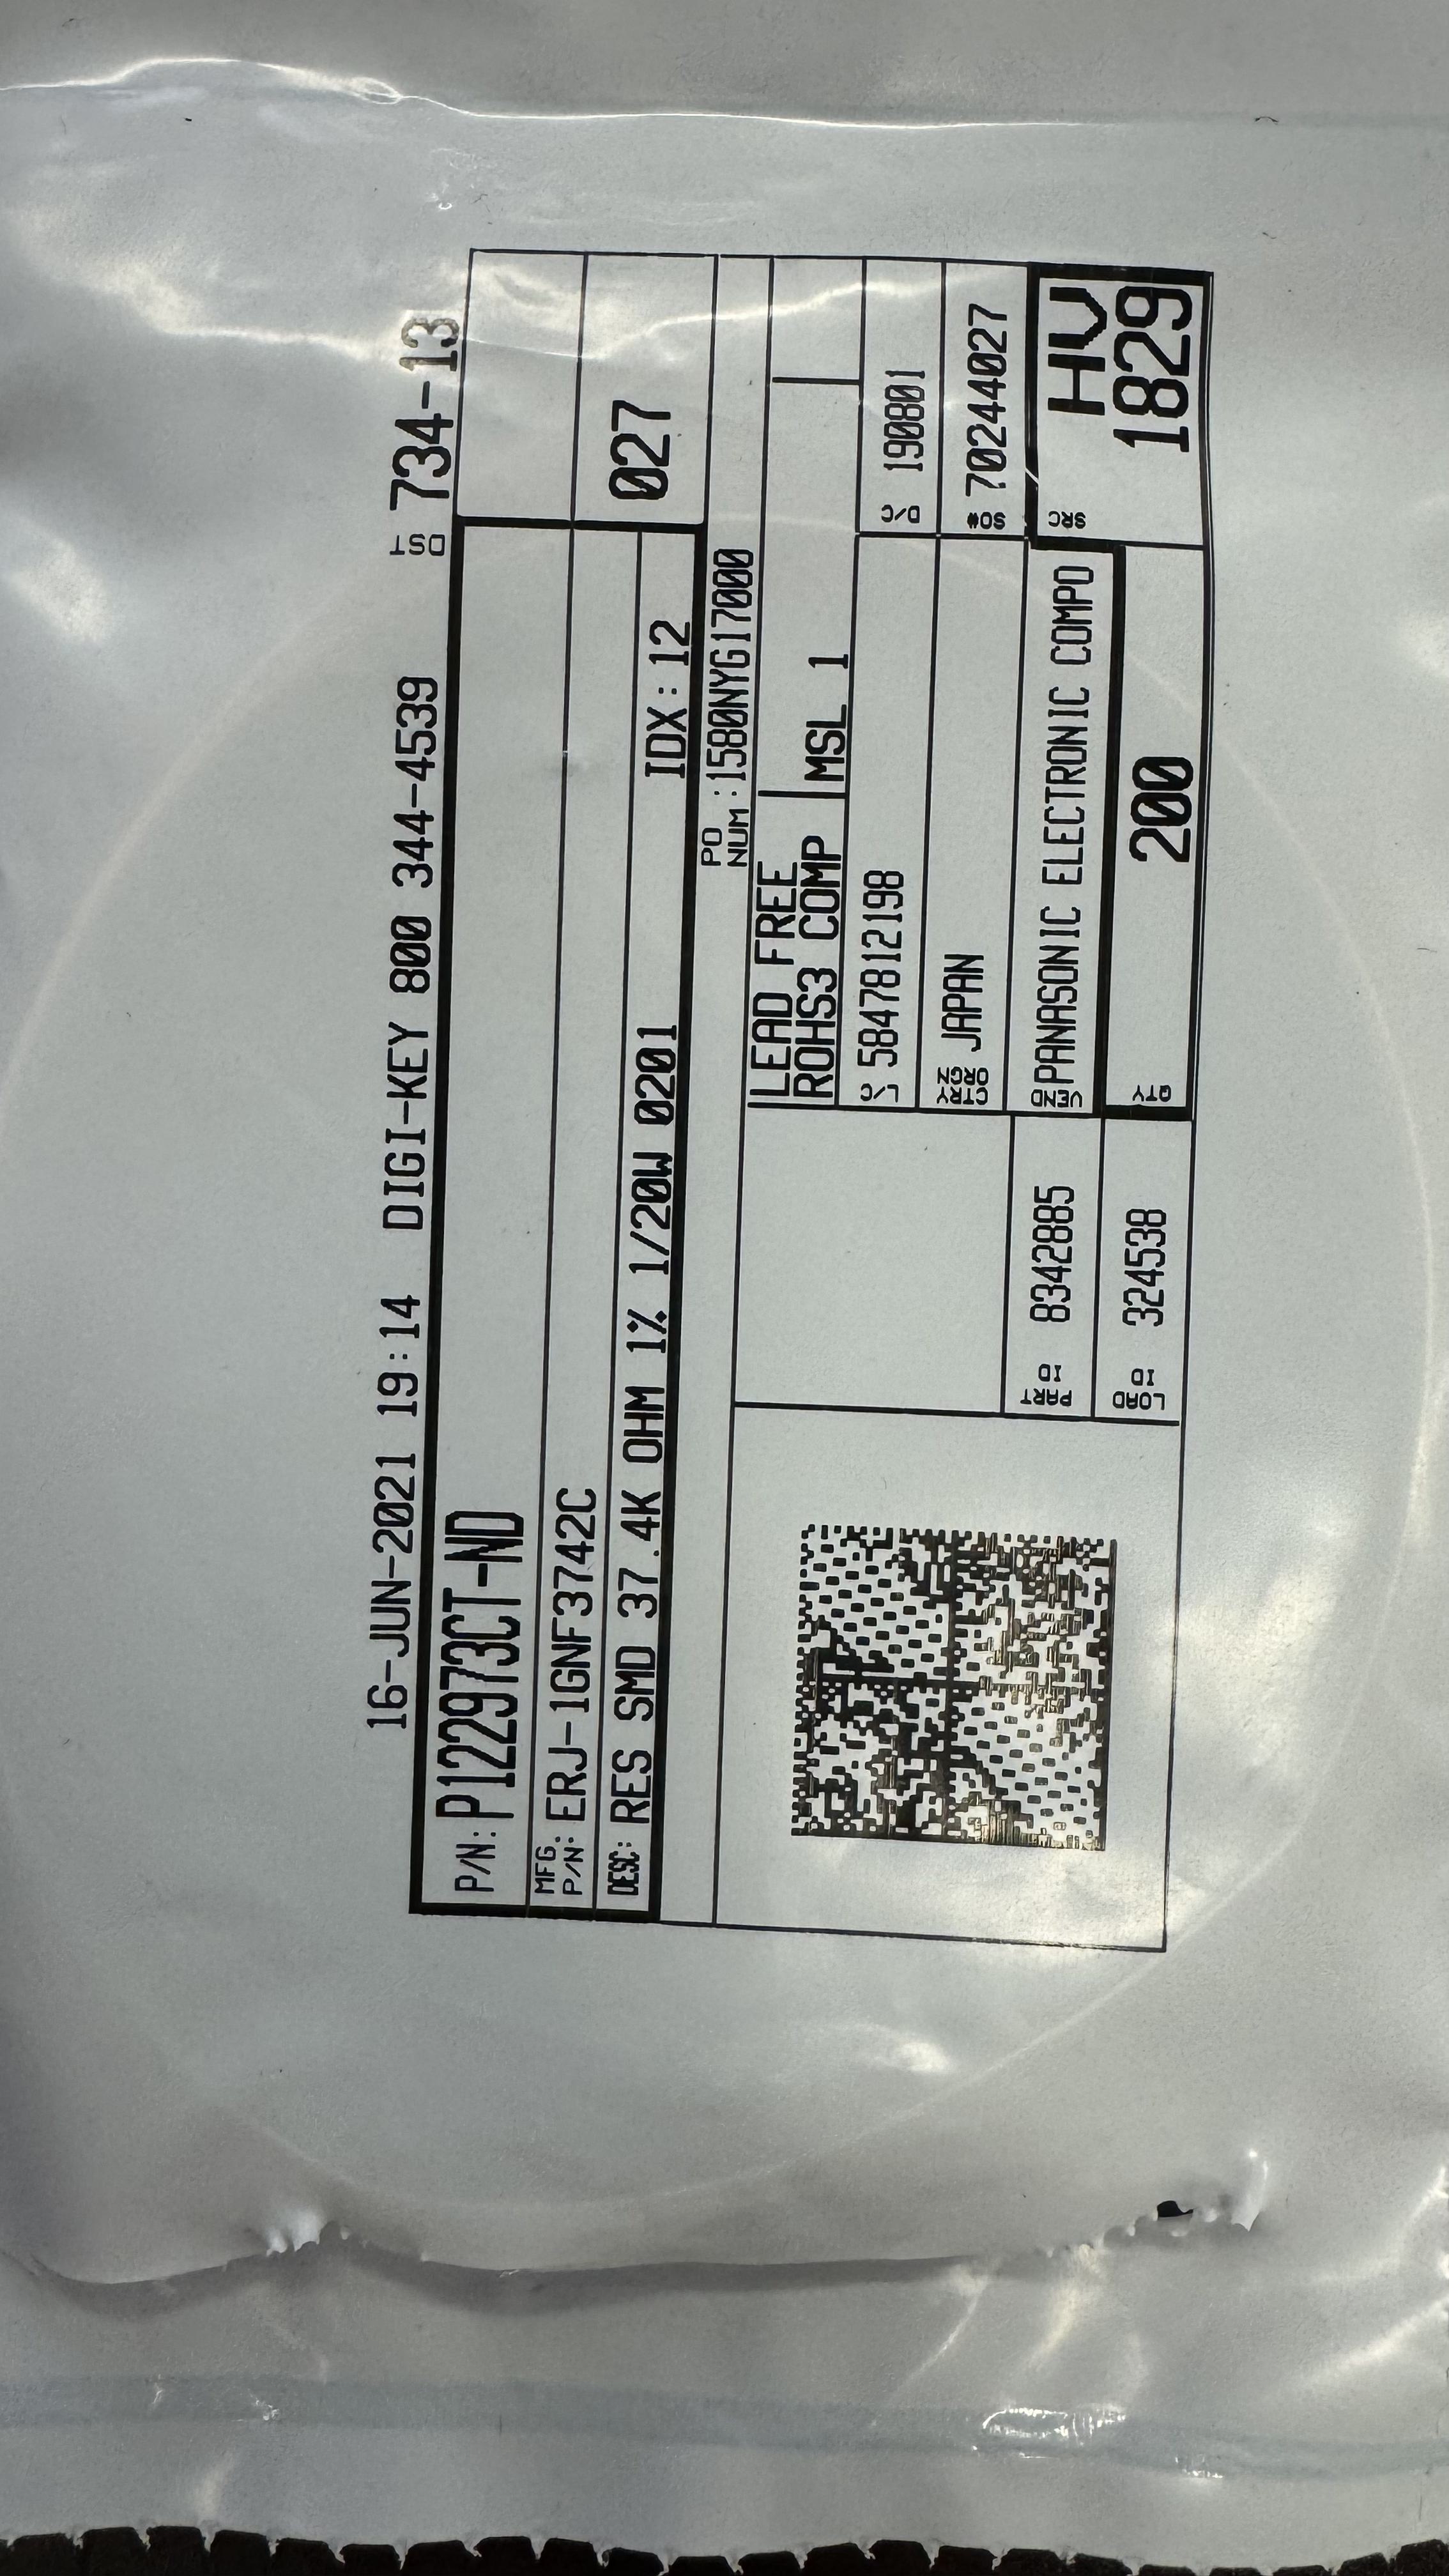 16-JUN-2021 19:14 DIGI-KEY 800 344-4539 DST 734-13
P/N: P122973CT-ND
MFG P/N: ERJ-1GNF3742C
027
DESC: RES SMD 37.4K OHM 1% 1/20W 0201 IDX:12
PO NUM :1580NYG17000
LEAD FREE
ROHS3 COMP MSL 1
L/C 5847812198 D/C 190801
CTRY ORGN JAPAN SO# 70244027
PART ID 8342885 VEND PANASONIC ELECTRONIC COMPO SRC HV
LOAD ID 324538 QTY 200 1829